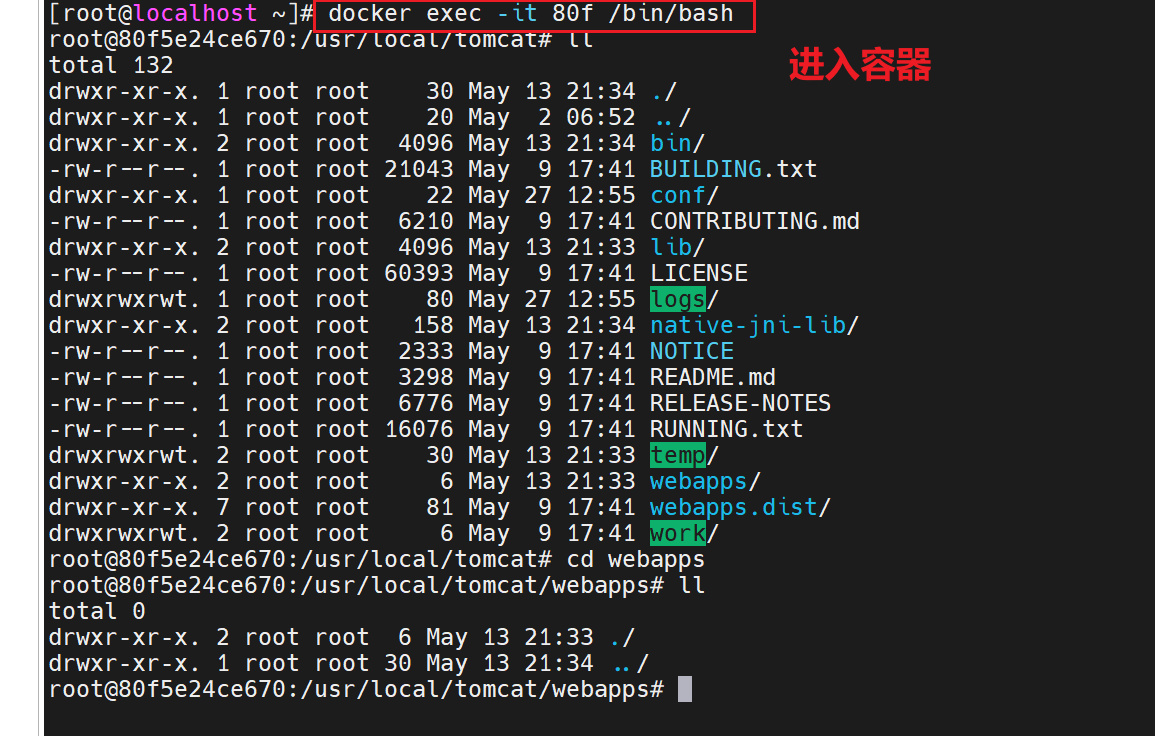 [root@localhost ~]# docker exec -it 80f /bin/bash
root@80f5e24ce670:/usr/local/tomcat# ll
进入容器
total 132
drwxr-xr-x. 1 root root    30 May 13 21:34 ./
drwxr-xr-x. 1 root root    20 May  2 06:52 ../
drwxr-xr-x. 2 root root  4096 May 13 21:34 bin/
-rw-r--r--. 1 root root 21043 May  9 17:41 BUILDING.txt
drwxr-xr-x. 1 root root    22 May 27 12:55 conf/
-rw-r--r--. 1 root root  6210 May  9 17:41 CONTRIBUTING.md
drwxr-xr-x. 2 root root  4096 May 13 21:33 lib/
-rw-r--r--. 1 root root 60393 May  9 17:41 LICENSE
drwxrwxrwt. 1 root root    80 May 27 12:55 logs/
drwxr-xr-x. 2 root root   158 May 13 21:34 native-jni-lib/
-rw-r--r--. 1 root root  2333 May  9 17:41 NOTICE
-rw-r--r--. 1 root root  3298 May  9 17:41 README.md
-rw-r--r--. 1 root root  6776 May  9 17:41 RELEASE-NOTES
-rw-r--r--. 1 root root 16076 May  9 17:41 RUNNING.txt
drwxrwxrwt. 2 root root    30 May 13 21:33 temp/
drwxr-xr-x. 2 root root     6 May 13 21:33 webapps/
drwxr-xr-x. 7 root root    81 May  9 17:41 webapps.dist/
drwxrwxrwt. 2 root root     6 May  9 17:41 work/
root@80f5e24ce670:/usr/local/tomcat# cd webapps
root@80f5e24ce670:/usr/local/tomcat/webapps# ll
total 0
drwxr-xr-x. 2 root root  6 May 13 21:33 ./
drwxr-xr-x. 1 root root 30 May 13 21:34 ../
root@80f5e24ce670:/usr/local/tomcat/webapps#